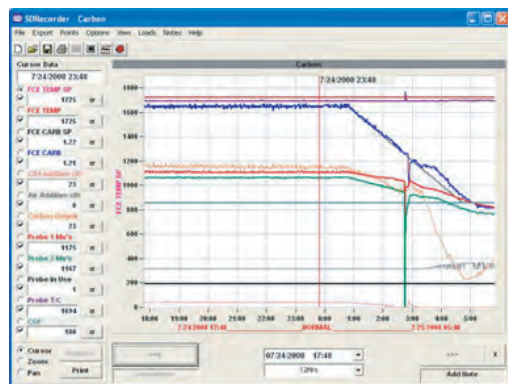 SDRecorder - Carbon
File Export Points Options View Loads Notes Help
Cursor Data
Carbon
7/24/2008 23:48
7/24/2008 23:48
FCE TEMP SP
1725
FCE TEMP
1725
FCE CARB SP
1.22
FCE CARB
1.21
23
0
Carbon Output
23
Probe 1 Mv's
1175
Probe 2 Mv's
1167
Probe in Use
1
Probe T/C
1694
COF
180
FCE TEMP SP
1800
1600
1400
1200
1000
800
600
400
200
0
18:00 19:00 20:00 21:00 22:00 23:00 0:00 1:00 2:00 3:00 4:00 5:00
7/24/2008 17:48 NORMAL 7/25/2008 05:48
Cursor
Zoom
Pan
Print
<<<
07/24/2008 17:48
12Hrs
>>>
X
Add Note